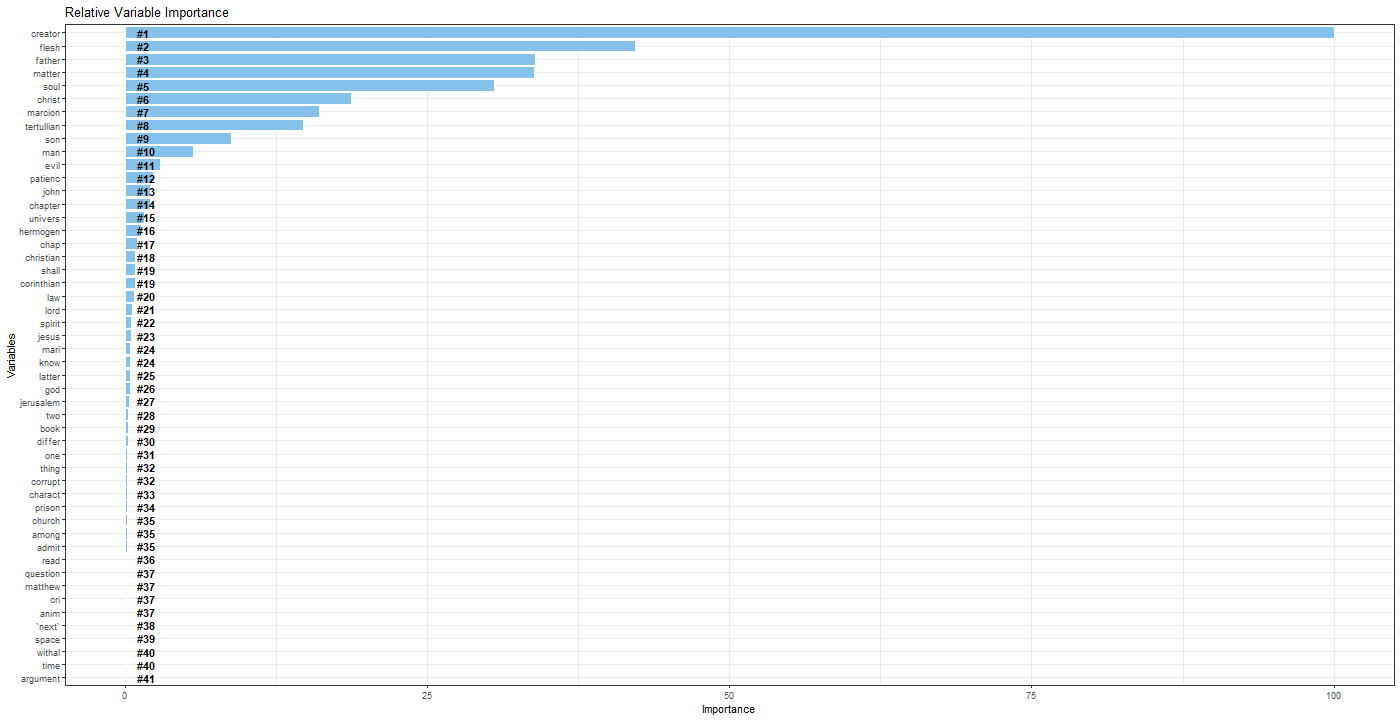 Relative Variable Importance
creator #1
flesh #2
father #3
matter #4
soul #5
christ #6
marcion #7
tertullian #8
son #9
man #10
evil #11
patienc #12
john #13
chapter #14
univers #15
hermogen #16
chap #17
christian #18
shall #19
corinthian #19
law #20
lord #21
spirit #22
jesus #23
mari #24
know #24
latter #25
god #26
jerusalem #27
two #28
book #29
differ #30
one #31
thing #32
corrupt #32
charact #33
prison #34
church #35
among #35
admit #35
read #36
question #37
matthew #37
cri #37
anim #37
`next` #38
space #39
withal #40
time #40
argument #41
Variables
0 25 50 75 100
Importance